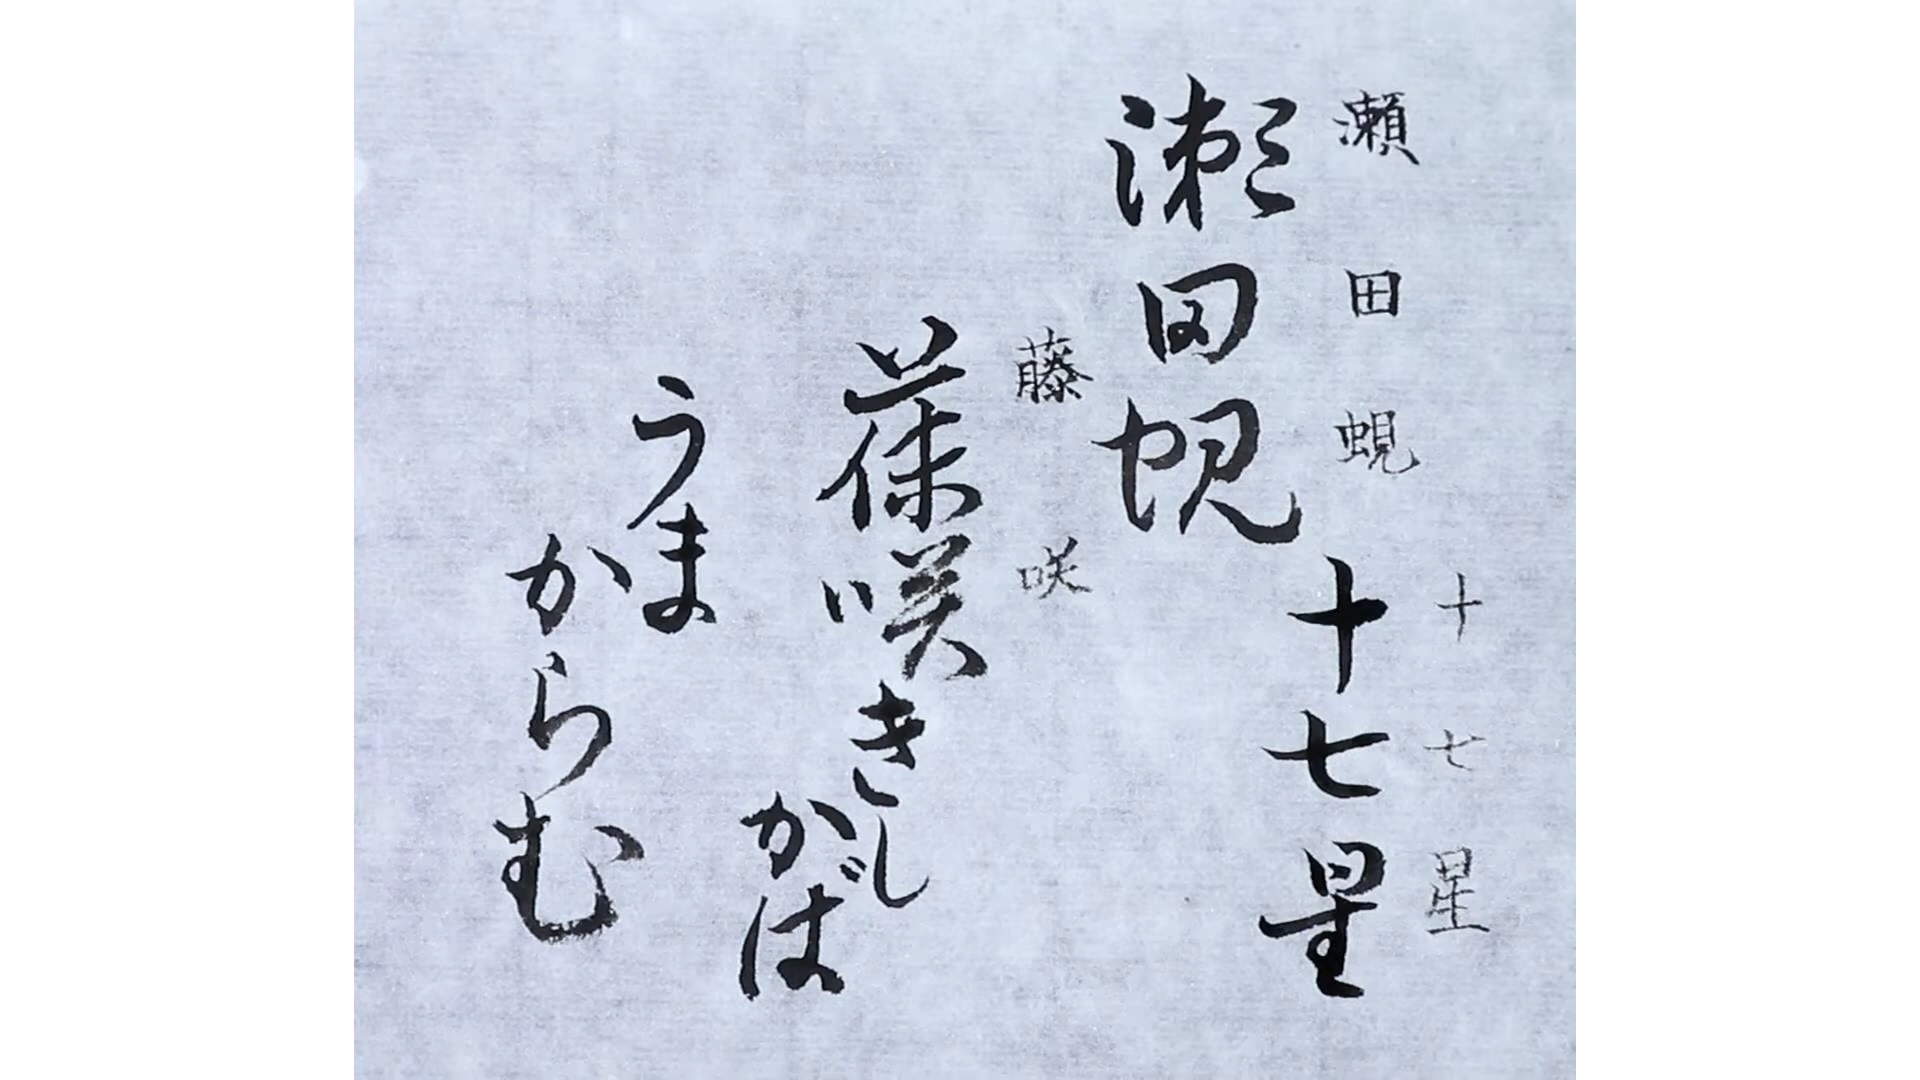 瀬田蜆
十七星
瀬田蜆
十七星
藤咲
藤咲きし
かば
うま
からむ